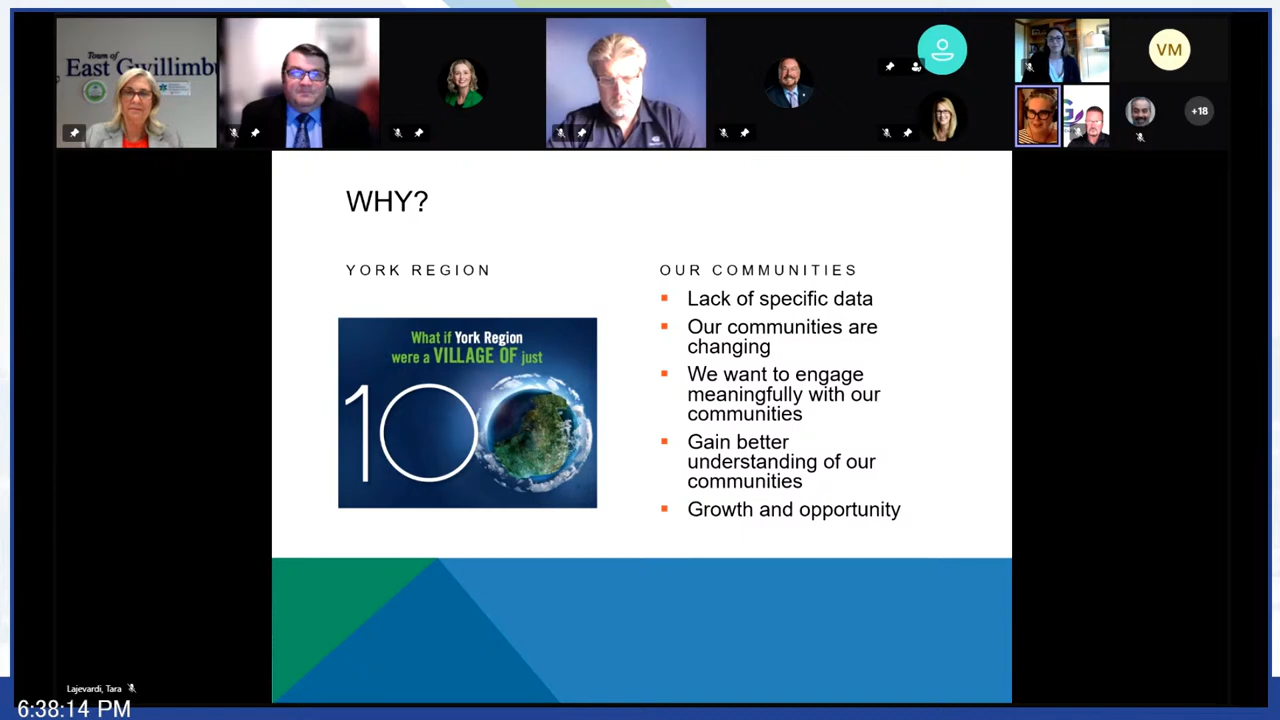 Town of
East Gwillimbu
VM
+18
WHY?
YORK REGION
What if York Region
were a VILLAGE OF just
100
OUR COMMUNITIES
Lack of specific data
Our communities are
changing
We want to engage
meaningfully with our
communities
Gain better
understanding of our
communities
Growth and opportunity
Lajevardi, Tara
6:38:14 PM